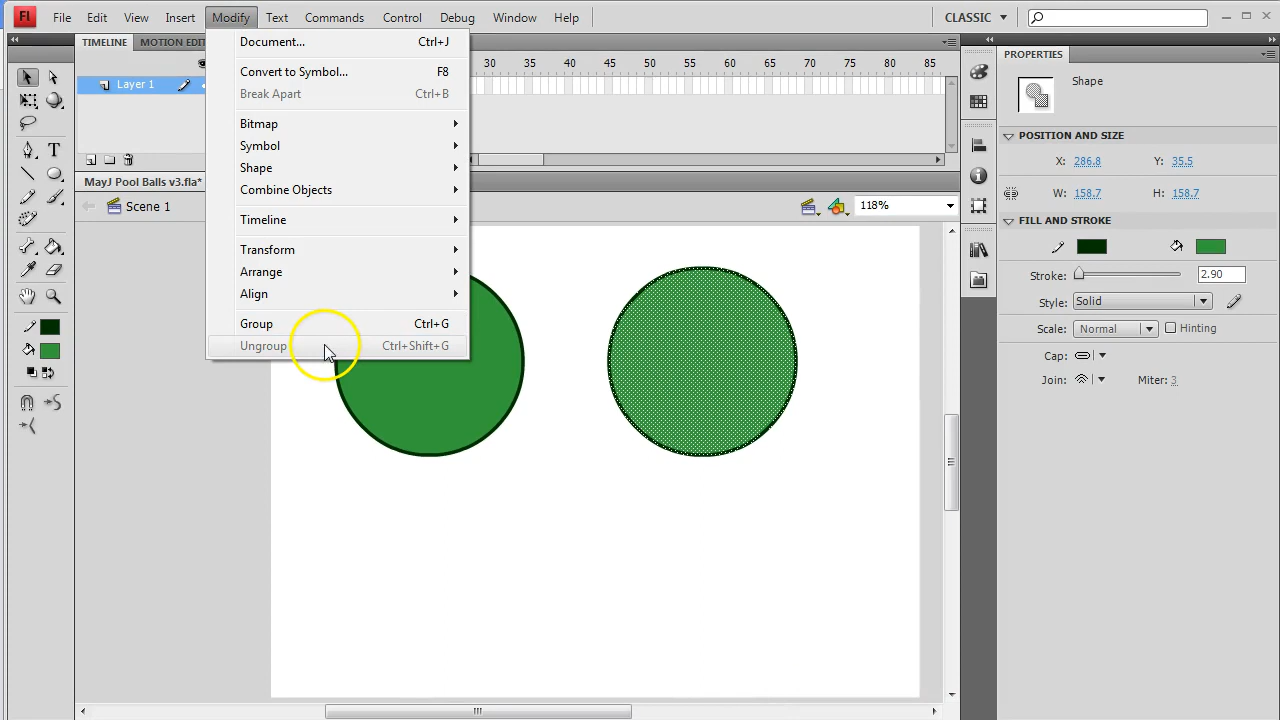 Fl File Edit View Insert Modify Text Commands Control Debug Window Help CLASSIC
TIMELINE MOTION EDIT
PROPERTIES
Document... Ctrl+J
Convert to Symbol... F8
Break Apart Ctrl+B
Bitmap
Symbol
Shape
Combine Objects
Timeline
Transform
Arrange
Align
Group Ctrl+G
Ungroup Ctrl+Shift+G
30 35 40 45 50 55 60 65 70 75 80 85
Layer 1
MayJ Pool Balls v3.fla*
Scene 1
118%
Shape
POSITION AND SIZE
X: 286.8 Y: 35.5
W: 158.7 H: 158.7
FILL AND STROKE
Stroke: 2.90
Style: Solid
Scale: Normal Hinting
Cap:
Join: Miter: 3